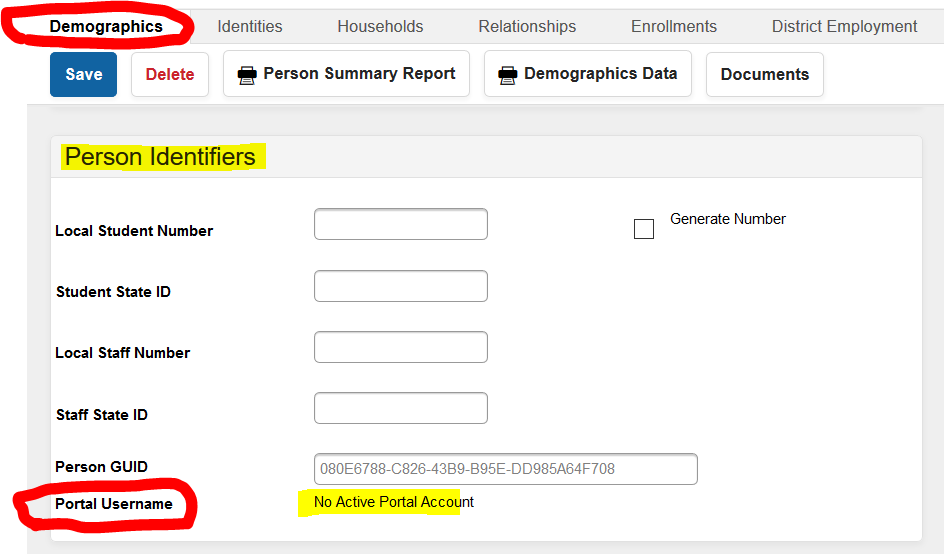 Demographics Identities Households Relationships Enrollments District Employment
Save Delete Person Summary Report Demographics Data Documents
Person Identifiers
Local Student Number Generate Number
Student State ID
Local Staff Number
Staff State ID
Person GUID 080E6788-C826-43B9-B95E-DD985A64F708
Portal Username No Active Portal Account